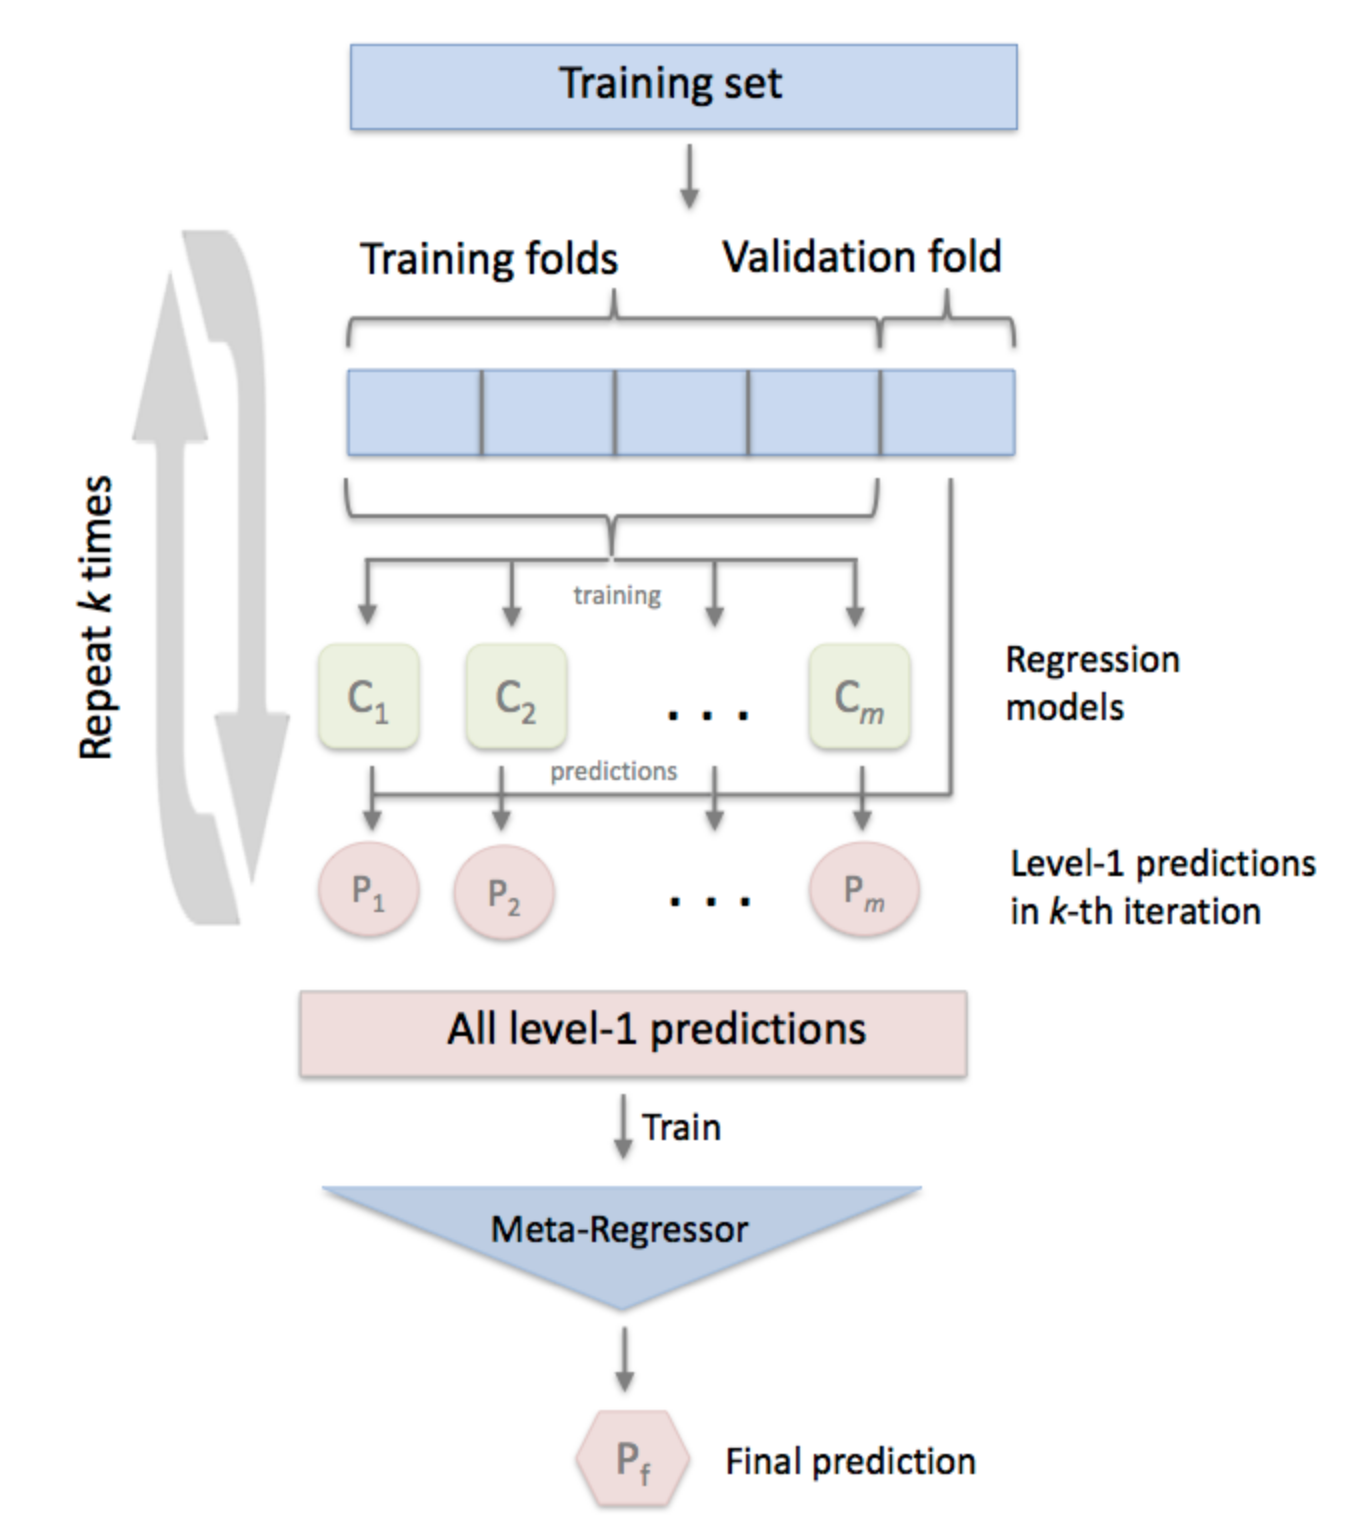 Training set
Training folds
Validation fold
Repeat k times
training
C1
C2
. . .
Cm
Regression
models
predictions
P1
P2
. . .
Pm
Level-1 predictions
in k-th iteration
All level-1 predictions
Train
Meta-Regressor
Pf
Final prediction